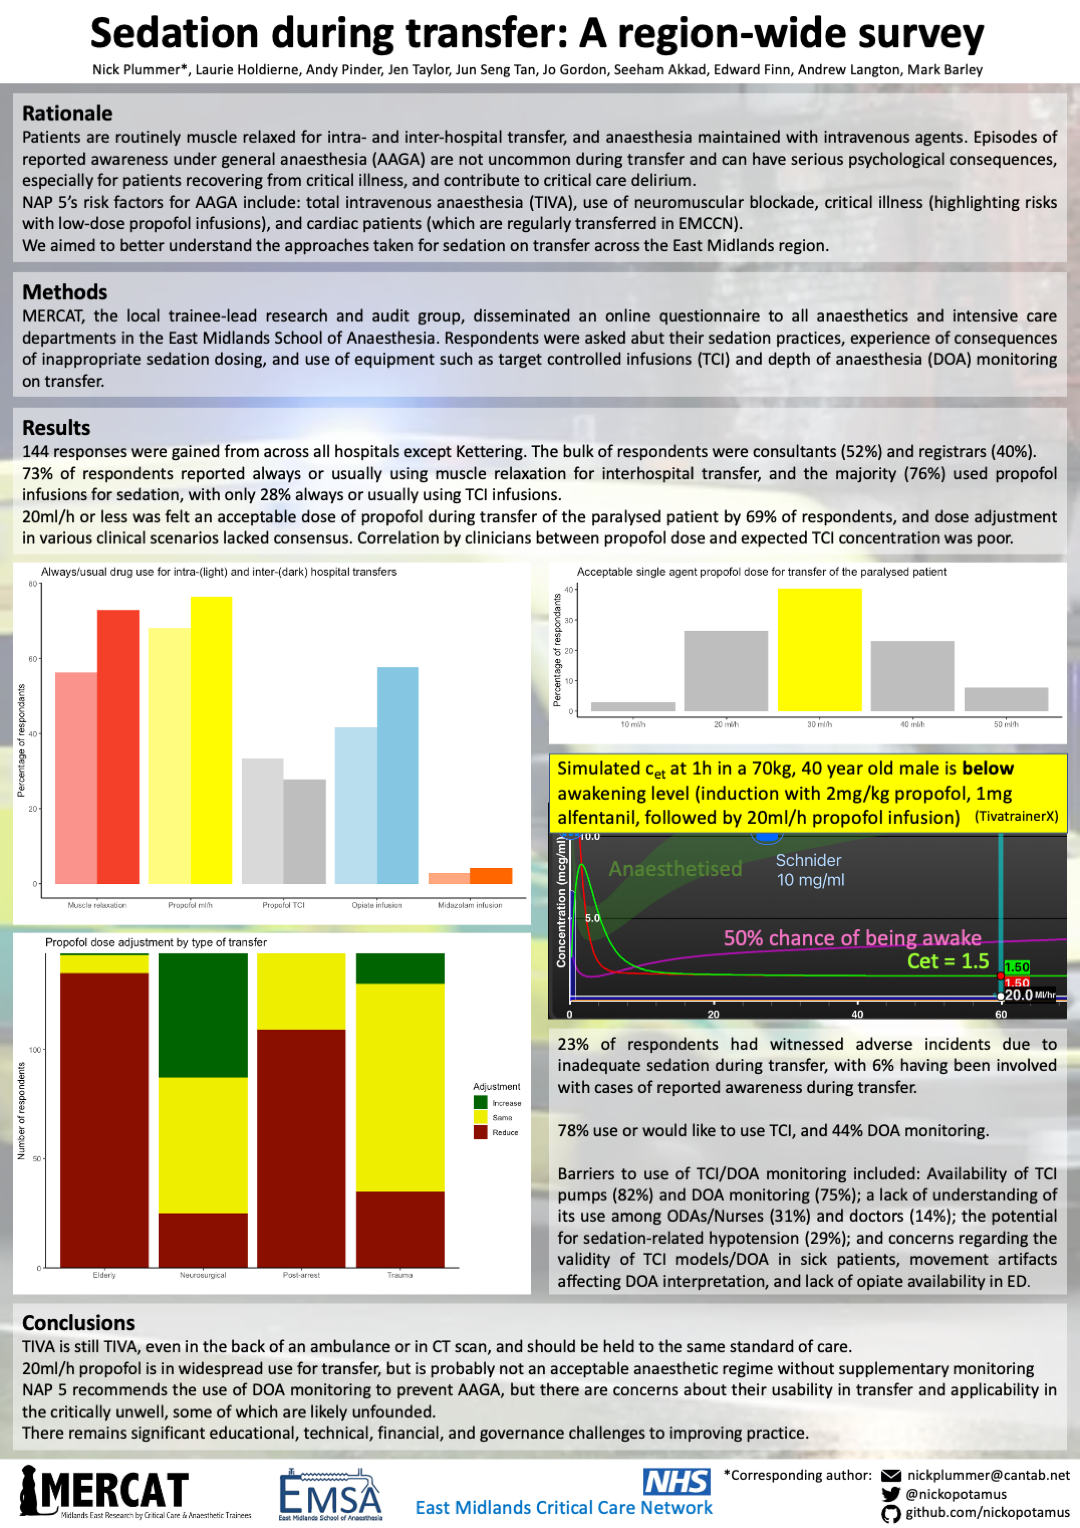 Sedation during transfer: A region-wide survey
Nick Plummer*, Laurie Holdierne, Andy Pinder, Jen Taylor, Jun Seng Tan, Jo Gordon, Seeham Akkad, Edward Finn, Andrew Langton, Mark Barley
Rationale
Patients are routinely muscle relaxed for intra- and inter-hospital transfer, and anaesthesia maintained with intravenous agents. Episodes of
reported awareness under general anaesthesia (AAGA) are not uncommon during transfer and can have serious psychological consequences,
especially for patients recovering from critical illness, and contribute to critical care delirium.
NAP 5's risk factors for AAGA include: total intravenous anaesthesia (TIVA), use of neuromuscular blockade, critical illness (highlighting risks
with low-dose propofol infusions), and cardiac patients (which are regularly transferred in EMCCN).
We aimed to better understand the approaches taken for sedation on transfer across the East Midlands region.
Methods
MERCAT, the local trainee-lead research and audit group, disseminated an online questionnaire to all anaesthetics and intensive care
departments in the East Midlands School of Anaesthesia. Respondents were asked abut their sedation practices, experience of consequences
of inappropriate sedation dosing, and use of equipment such as target controlled infusions (TCI) and depth of anaesthesia (DOA) monitoring
on transfer.
Results
144 responses were gained from across all hospitals except Kettering. The bulk of respondents were consultants (52%) and registrars (40%).
73% of respondents reported always or usually using muscle relaxation for interhospital transfer, and the majority (76%) used propofol
infusions for sedation, with only 28% always or usually using TCI infusions.
20ml/h or less was felt an acceptable dose of propofol during transfer of the paralysed patient by 69% of respondents, and dose adjustment
in various clinical scenarios lacked consensus. Correlation by clinicians between propofol dose and expected TCI concentration was poor.
Always/usual drug use for intra-(light) and inter-(dark) hospital transfers
Percentage of respondants
80
60
40
20
0
Muscle relaxation
Propofol ml/h
Propofol TCI
Opiate infusion
Midazolam infusion
Acceptable single agent propofol dose for transfer of the paralysed patient
Percentage of respondants
40
30
20
10
0
10 ml/h
20 ml/h
30 ml/h
40 ml/h
50 ml/h
Simulated cet at 1h in a 70kg, 40 year old male is below
awakening level (induction with 2mg/kg propofol, 1mg
alfentanil, followed by 20ml/h propofol infusion) (TivatrainerX)
Concentration (mcg/ml)
10.0
5.0
Anaesthetised
Schnider
10 mg/ml
50% chance of being awake
Cet = 1.5
1.50
1.50
20.0 Ml/hr
0
20
40
60
Propofol dose adjustment by type of transfer
Number of respondents
100
50
0
Elderly
Neurosurgical
Post-arrest
Trauma
Adjustment
Increase
Same
Reduce
23% of respondents had witnessed adverse incidents due to
inadequate sedation during transfer, with 6% having been involved
with cases of reported awareness during transfer.
78% use or would like to use TCI, and 44% DOA monitoring.
Barriers to use of TCI/DOA monitoring included: Availability of TCI
pumps (82%) and DOA monitoring (75%); a lack of understanding of
its use among ODAs/Nurses (31%) and doctors (14%); the potential
for sedation-related hypotension (29%); and concerns regarding the
validity of TCI models/DOA in sick patients, movement artifacts
affecting DOA interpretation, and lack of opiate availability in ED.
Conclusions
TIVA is still TIVA, even in the back of an ambulance or in CT scan, and should be held to the same standard of care.
20ml/h propofol is in widespread use for transfer, but is probably not an acceptable anaesthetic regime without supplementary monitoring
NAP 5 recommends the use of DOA monitoring to prevent AAGA, but there are concerns about their usability in transfer and applicability in
the critically unwell, some of which are likely unfounded.
There remains significant educational, technical, financial, and governance challenges to improving practice.
MERCAT
Midlands East Research by Critical Care & Anaesthetic Trainees
EMSA
East Midlands School of Anaesthesia
NHS
East Midlands Critical Care Network
*Corresponding author:
nickplummer@cantab.net
@nickopotamus
github.com/nickopotamus